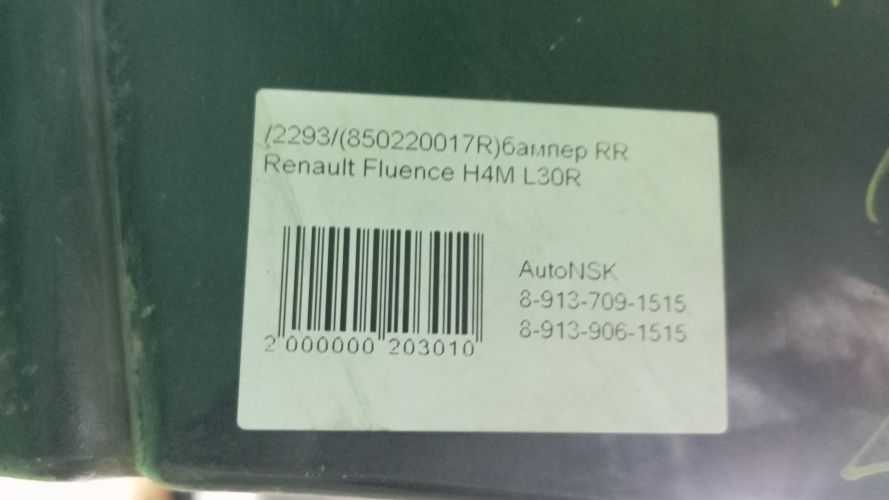 /2293/(850220017R)бампер RR
Renault Fluence H4M L30R
AutoNSK
8-913-709-1515
8-913-906-1515
2 000000 203010